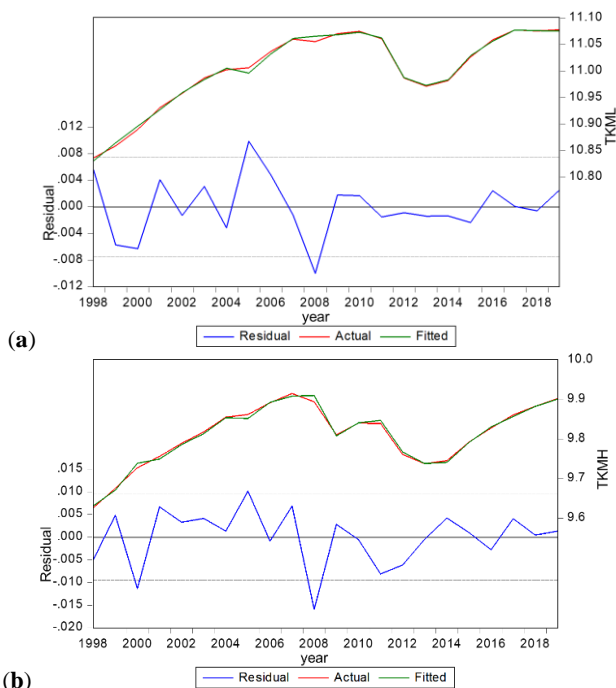 11.10
11.05
11.00
10.95
10.90
10.85
10.80
TKML
.012
.008
.004
.000
-.004
-.008
-.012
Residual
1998 2000 2002 2004 2006 2008 2010 2012 2014 2016 2018
year
Residual Actual Fitted
(a)
10.0
9.9
9.8
9.7
9.6
TKMH
.015
.010
.005
.000
-.010
-.015
-.020
Residual
1998 2000 2002 2004 2006 2008 2010 2012 2014 2016 2018
year
Residual Actual Fitted
(b)